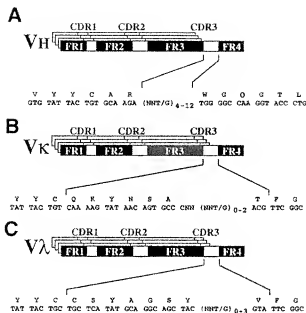 A
CDR1 CDR2 CDR3
VH FR1 FR2 FR3 FR4
V Y Y C A R W G Q G T L
GTG TAT TAC TGT GCA AGA (NNT/G)4-12 TGG GGC CAA GGT ACC CTG
B
CDR1 CDR2 CDR3
Vκ FR1 FR2 FR3 FR4
Y Y C Q K Y N S A T F G
TAT TAC TGT CAA AAG TAT AAC AGT GCC CNN (NNT/G)0-2 ACG TTC GGC
C
CDR1 CDR2 CDR3
Vλ FR1 FR2 FR3 FR4
Y Y C C S Y A G S Y V F G
TAT TAC TGC TGC TCA TAT GCA GGC AGC TAC (NNT/G)0-3 GTA TTC GGC